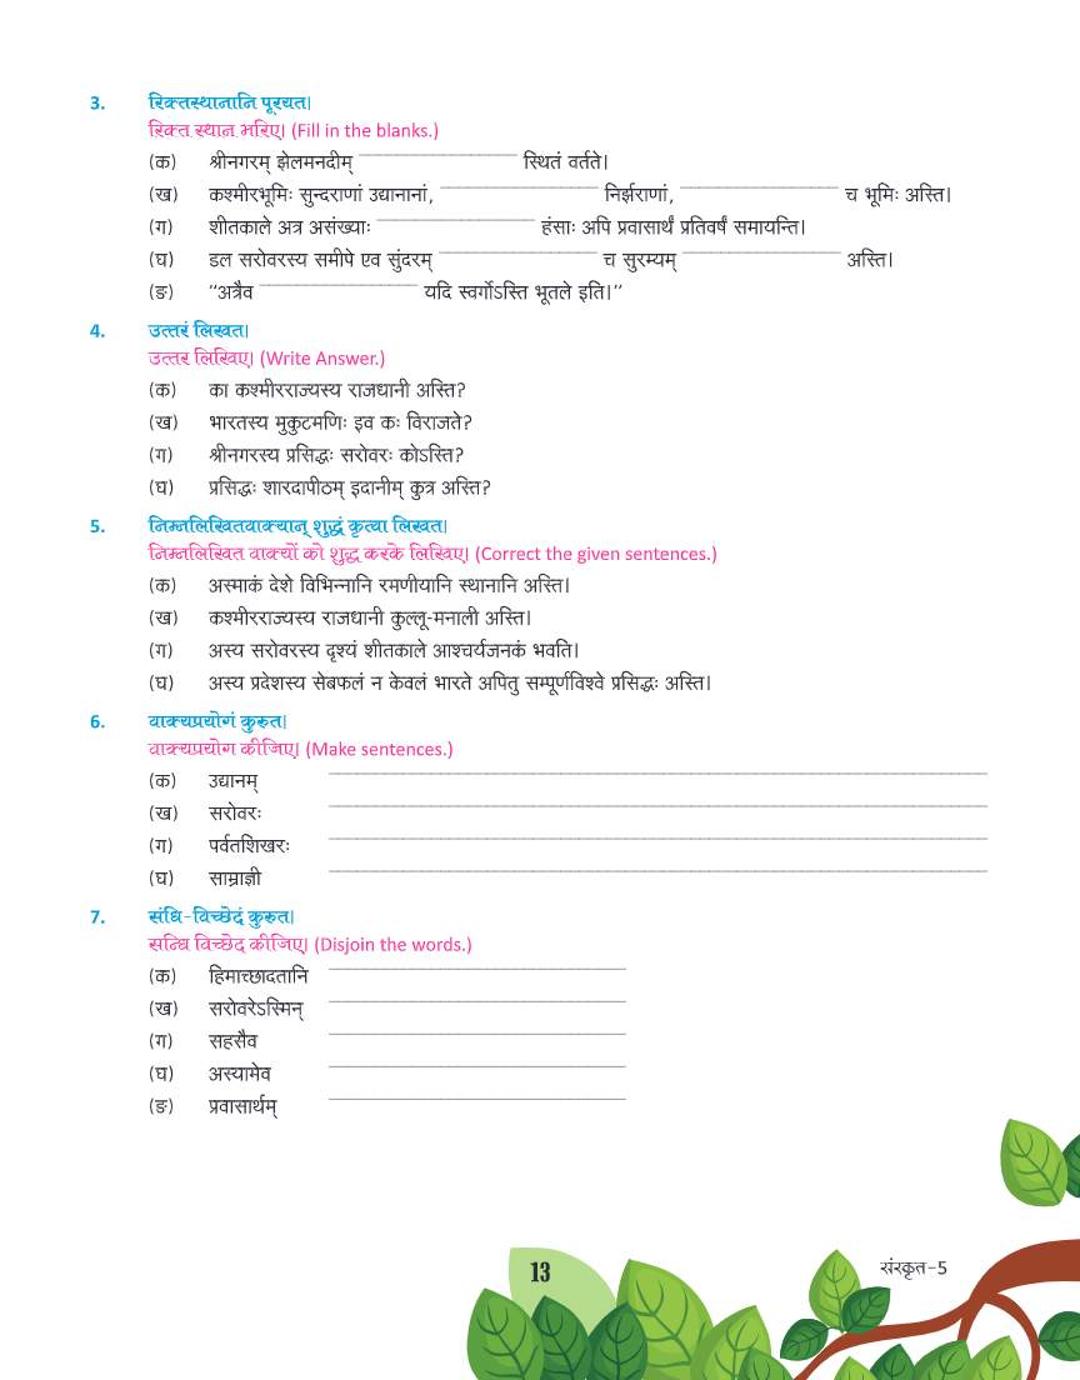 3. रिक्तस्थानानि पूरयत।
रिक्त स्थान भरिए। (Fill in the blanks.)
(क) श्रीनगरम् झेलमनदीम् ____________ स्थितं वर्तते।
(ख) कश्मीरभूमिः सुन्दराणां उद्यानानां, ____________ निर्झराणां, ____________ च भूमिः अस्ति।
(ग) शीतकाले अत्र असंख्याः ____________ हंसाः अपि प्रवासार्थं प्रतिवर्षं समायन्ति।
(घ) डल सरोवरस्य समीपे एव सुंदरम् ____________ च सुरम्यम् ____________ अस्ति।
(ङ) “अत्रैव ____________ यदि स्वर्गोऽस्ति भूतले इति।”
4. उत्तरं लिखत।
उत्तर लिखिए। (Write Answer.)
(क) का कश्मीरराज्यस्य राजधानी अस्ति?
(ख) भारतस्य मुकुटमणिः इव कः विराजते?
(ग) श्रीनगरस्य प्रसिद्धः सरोवरः कोऽस्ति?
(घ) प्रसिद्धः शारदापीठम् इदानीम् कुत्र अस्ति?
5. निम्नलिखितवाक्यान् शुद्धं कृत्वा लिखत।
निम्नलिखित वाक्यों को शुद्ध करके लिखिए। (Correct the given sentences.)
(क) अस्माकं देशे विभिन्नानि रमणीयानि स्थानानि अस्ति।
(ख) कश्मीरराज्यस्य राजधानी कुल्लू-मनाली अस्ति।
(ग) अस्य सरोवरस्य दृश्यं शीतकाले आश्चर्यजनकं भवति।
(घ) अस्य प्रदेशस्य सेबफलं न केवलं भारते अपितु सम्पूर्णविश्वे प्रसिद्धः अस्ति।
6. वाक्यप्रयोगं कुरुत।
वाक्यप्रयोग कीजिए। (Make sentences.)
(क) उद्यानम् ____________
(ख) सरोवरः ____________
(ग) पर्वतशिखरः ____________
(घ) साम्राज्ञी ____________
7. संधि-विच्छेदं कुरुत।
सन्धि विच्छेद कीजिए। (Disjoin the words.)
(क) हिमाच्छादतानि ____________
(ख) सरोवरेऽस्मिन् ____________
(ग) सहसैव ____________
(घ) अस्यामेव ____________
(ङ) प्रवासार्थम् ____________
13
संस्कृत-5